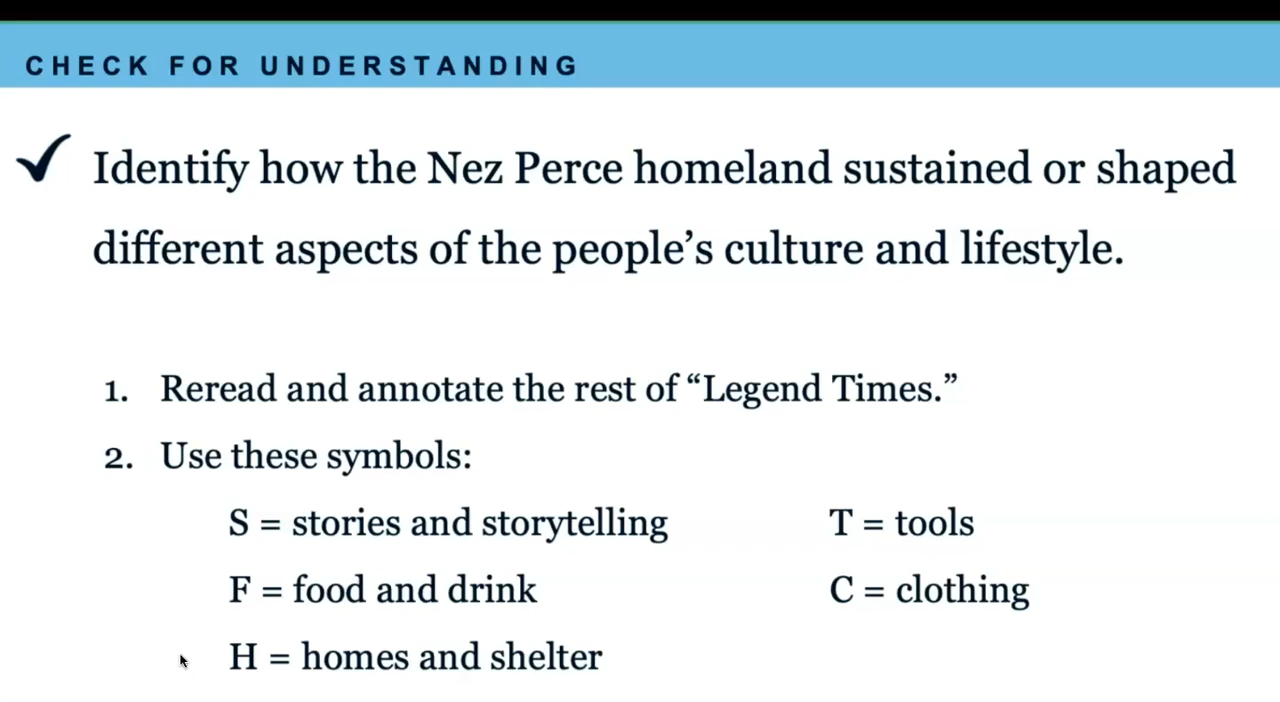 CHECK FOR UNDERSTANDING
✓ Identify how the Nez Perce homeland sustained or shaped
different aspects of the people’s culture and lifestyle.
1. Reread and annotate the rest of “Legend Times.”
2. Use these symbols:
S = stories and storytelling T = tools
F = food and drink C = clothing
H = homes and shelter